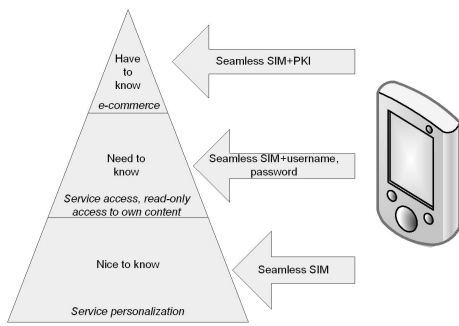 Have
to
know
e-commerce
Seamless SIM+PKI
Need to
know
Service access, read-only
access to own content
Seamless SIM+username,
password
Nice to know
Service personalization
Seamless SIM